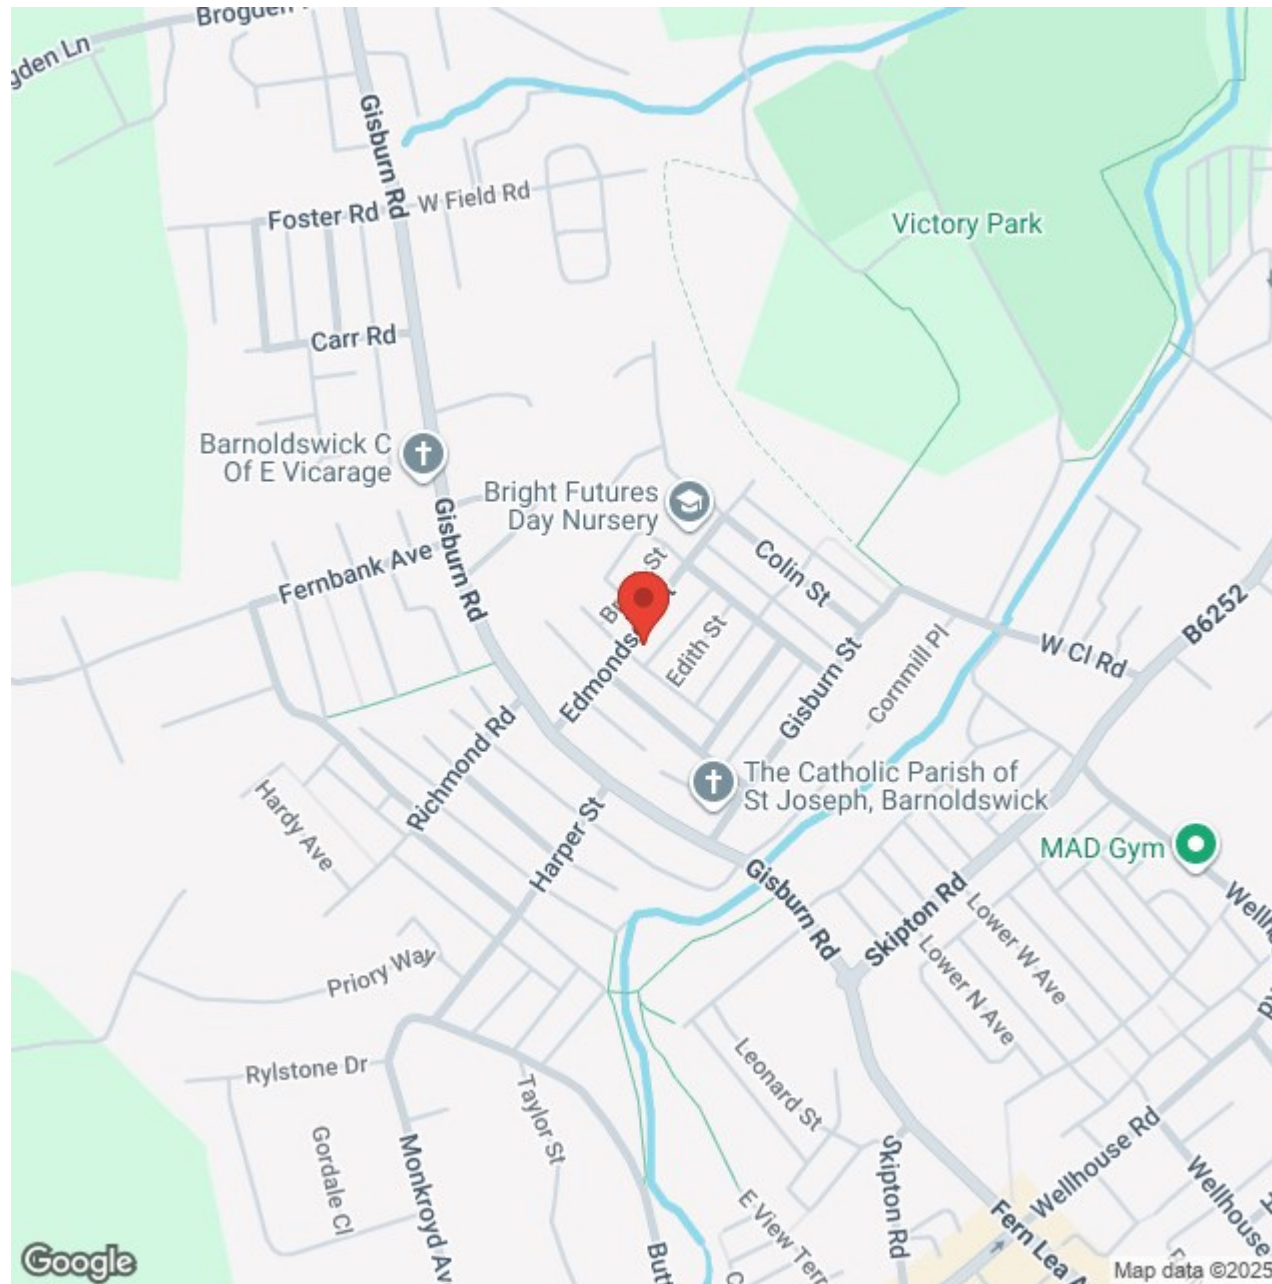 Brogden
gden Ln
Gisburn Rd
Foster Rd
W Field Rd
Victory Park
Carr Rd
Barnoldswick C
Of E Vicarage
Bright Futures
Day Nursery
Gisburn Rd
Fernbank Ave
Colin St
B6252
Edmonds
Edith St
W Cl Rd
Gisburn St
Cornmill Pl
Richmond Rd
The Catholic Parish of
St Joseph, Barnoldswick
Hardy Ave
Harper St
MAD Gym
Gisburn Rd
Skipton Rd
Lower W Ave
Lower N Ave
Priory Way
Rylstone Dr
Leonard St
Taylor St
Gordale Cl
Monkroyd Av
Skipton Rd
Wellhouse Rd
Wellhouse
E View Terr
Fern Lea
Google
Map data ©2025